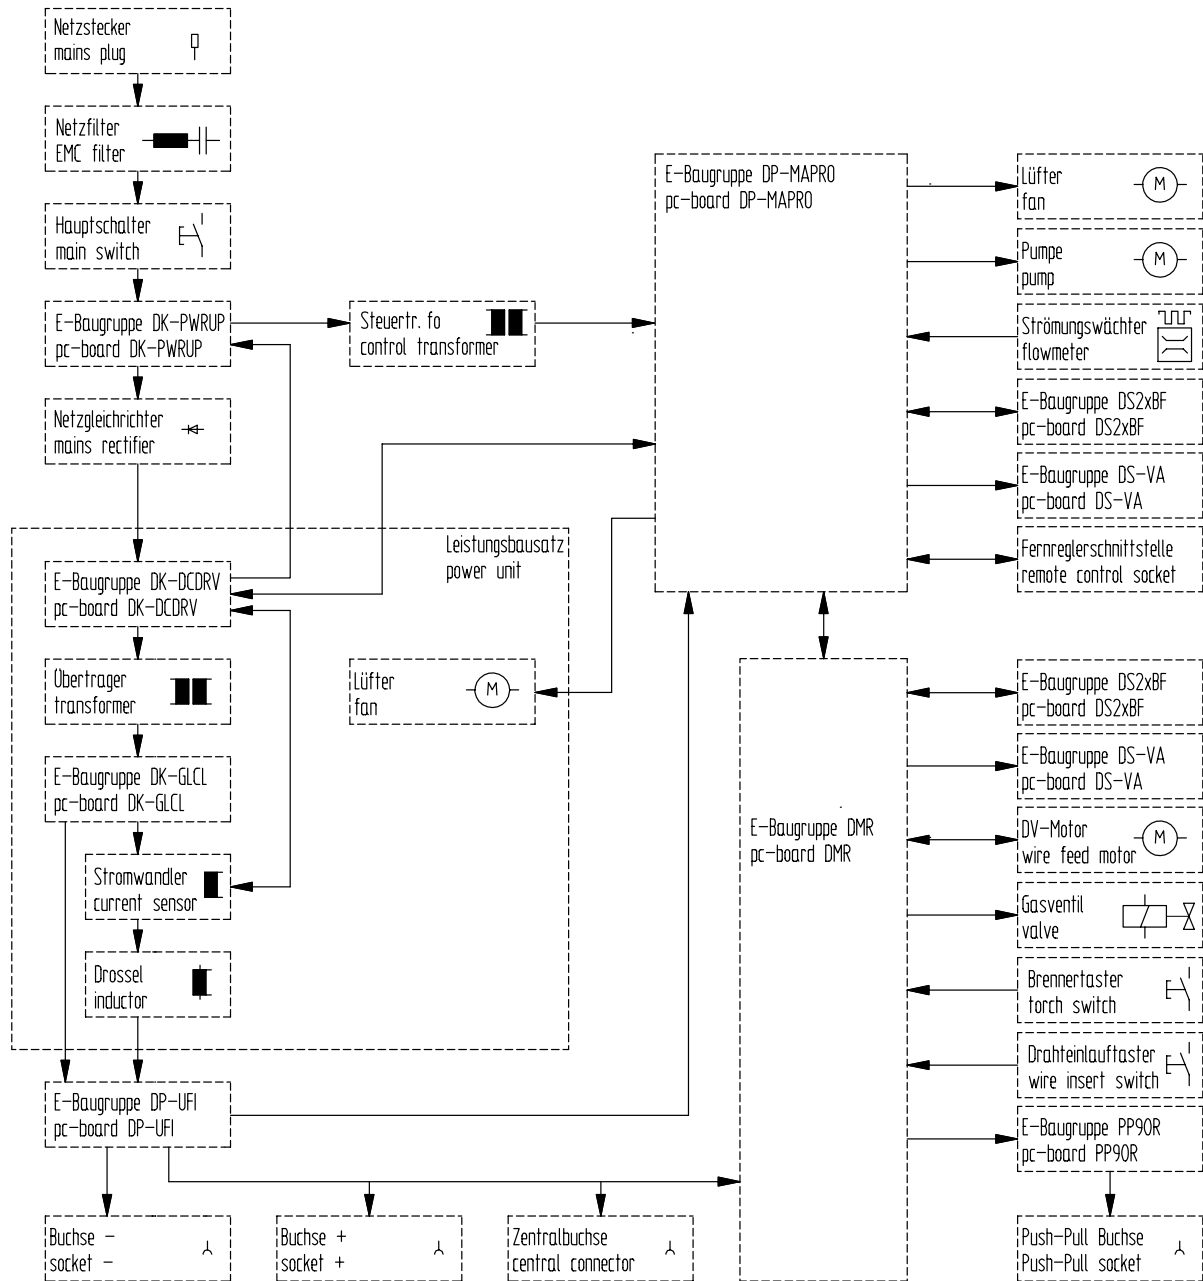 Netzstecker
mains plug
Netzfilter
EMC filter
Hauptschalter
main switch
E-Baugruppe DK-PWRUP
pc-board DK-PWRUP
Steuertr. fo
control transformer
Netzgleichrichter
mains rectifier
Leistungsbausatz
power unit
E-Baugruppe DK-DCDRV
pc-board DK-DCDRV
Übertrager
transformer
Lüfter
fan
M
E-Baugruppe DK-GLCL
pc-board DK-GLCL
Stromwandler
current sensor
Drossel
inductor
E-Baugruppe DP-UFI
pc-board DP-UFI
Buchse -
socket -
Buchse +
socket +
Zentralbuchse
central connector
E-Baugruppe DP-MAPRO
pc-board DP-MAPRO
E-Baugruppe DMR
pc-board DMR
Lüfter
fan
M
Pumpe
pump
M
Strömungswächter
flowmeter
E-Baugruppe DS2xBF
pc-board DS2xBF
E-Baugruppe DS-VA
pc-board DS-VA
Fernreglerschnittstelle
remote control socket
E-Baugruppe DS2xBF
pc-board DS2xBF
E-Baugruppe DS-VA
pc-board DS-VA
DV-Motor
wire feed motor
M
Gasventil
valve
Brennertaster
torch switch
Drahteinlauftaster
wire insert switch
E-Baugruppe PP90R
pc-board PP90R
Push-Pull Buchse
Push-Pull socket